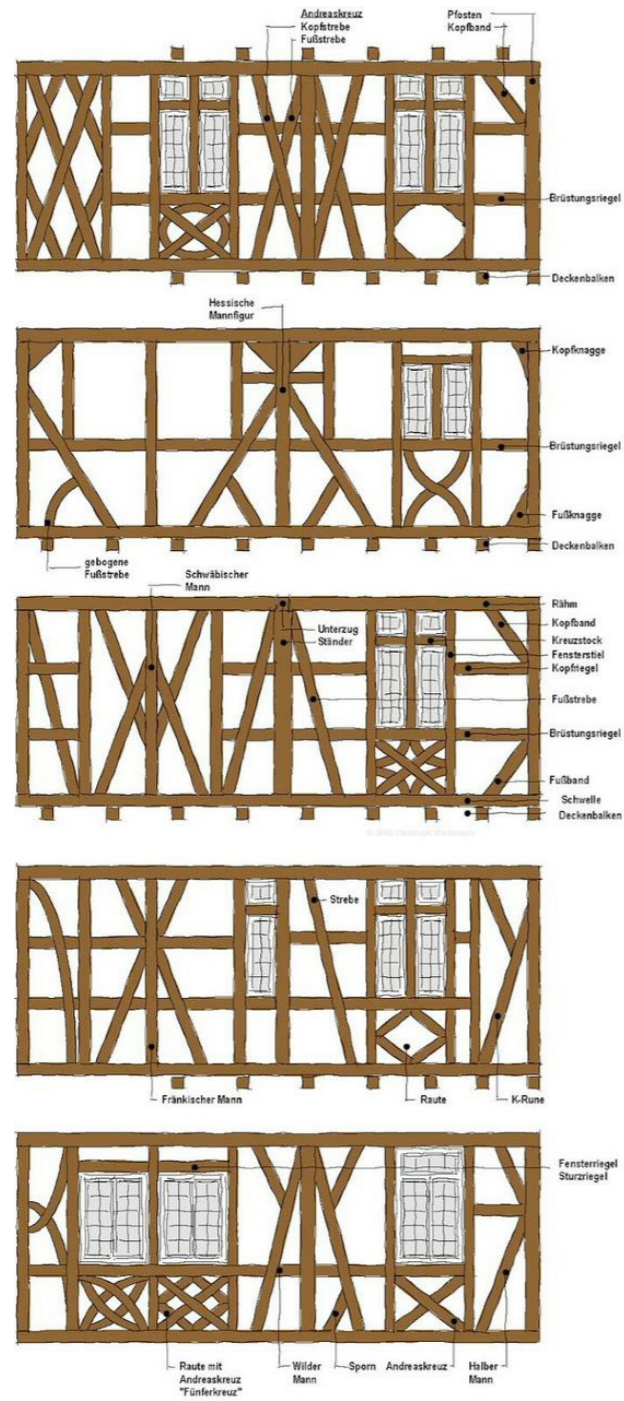 Andreaskreuz
Kopfstrebe
Fußstrebe
Pfosten
Kopfband
Brüstungsriegel
Deckenbalken
Hessische
Mannfigur
Kopfknagge
Brüstungsriegel
Fußknagge
Deckenbalken
gebogene
Fußstrebe
Schwäbischer
Mann
Unterzug
Ständer
Rähm
Kopfband
Kreuzstock
Fensterstiel
Kopfriegel
Fußstrebe
Brüstungsriegel
Fußband
Schwelle
Deckenbalken
Strebe
Fränkischer Mann
Raute
K-Rune
Fensterriegel
Sturzriegel
Raute mit
Andreaskreuz
"Fünferkreuz"
Wilder
Mann
Sporn
Andreaskreuz
Halber
Mann